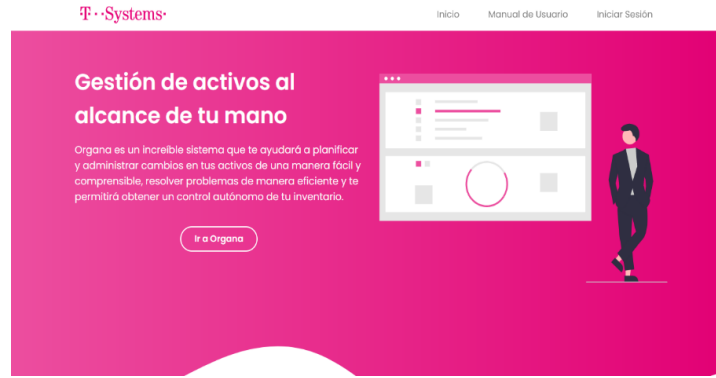 T··Systems·
Inicio
Manual de Usuario
Iniciar Sesión
Gestión de activos al
alcance de tu mano
Organa es un increíble sistema que te ayudará a planificar
y administrar cambios en tus activos de una manera fácil y
comprensible, resolver problemas de manera eficiente y te
permitirá obtener un control autónomo de tu inventario.
Ir a Organa